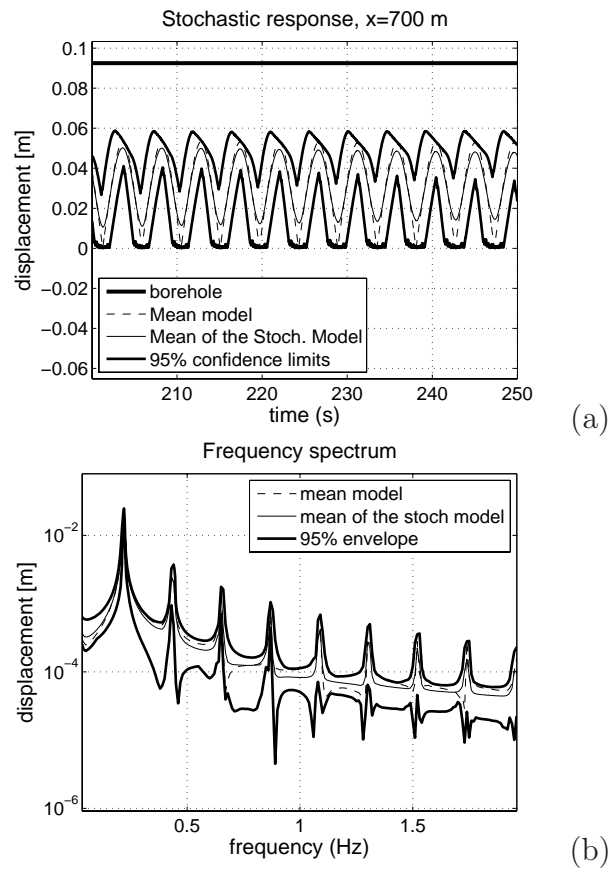 Stochastic response, x=700 m
displacement [m]
0.1
0.08
0.06
0.04
0.02
0
−0.02
−0.04
−0.06
borehole
Mean model
Mean of the Stoch. Model
95% confidence limits
210
220
230
240
250
time (s)
(a)
Frequency spectrum
displacement [m]
10−2
10−4
10−6
mean model
mean of the stoch model
95% envelope
0.5
1
1.5
frequency (Hz)
(b)